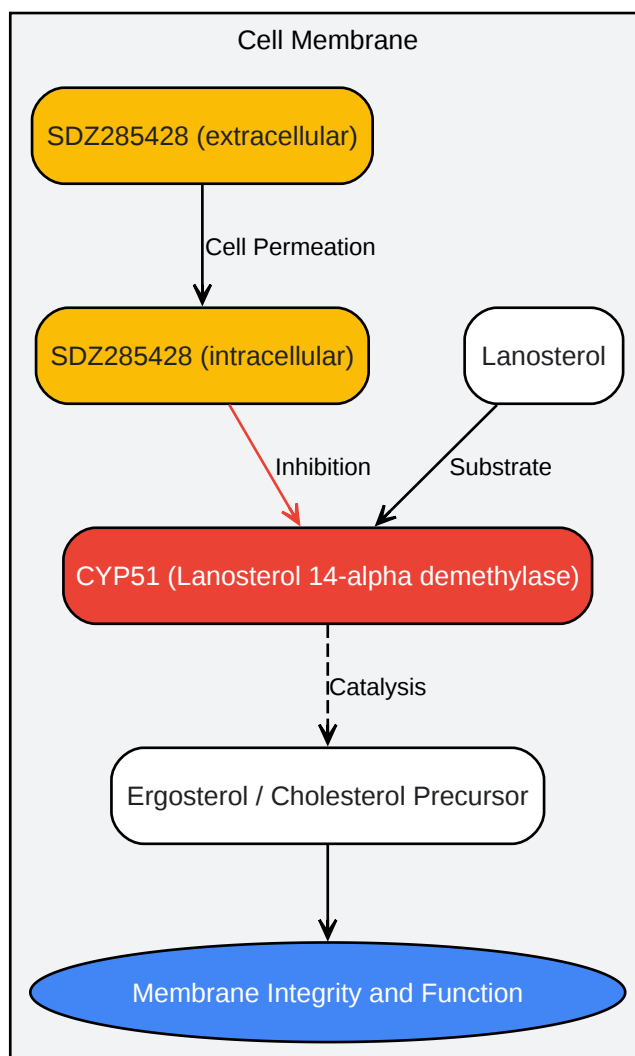 Cell Membrane
SDZ285428 (extracellular)
Cell Permeation
SDZ285428 (intracellular)
Lanosterol
Inhibition
Substrate
CYP51 (Lanosterol 14-alpha demethylase)
Catalysis
Ergosterol / Cholesterol Precursor
Membrane Integrity and Function